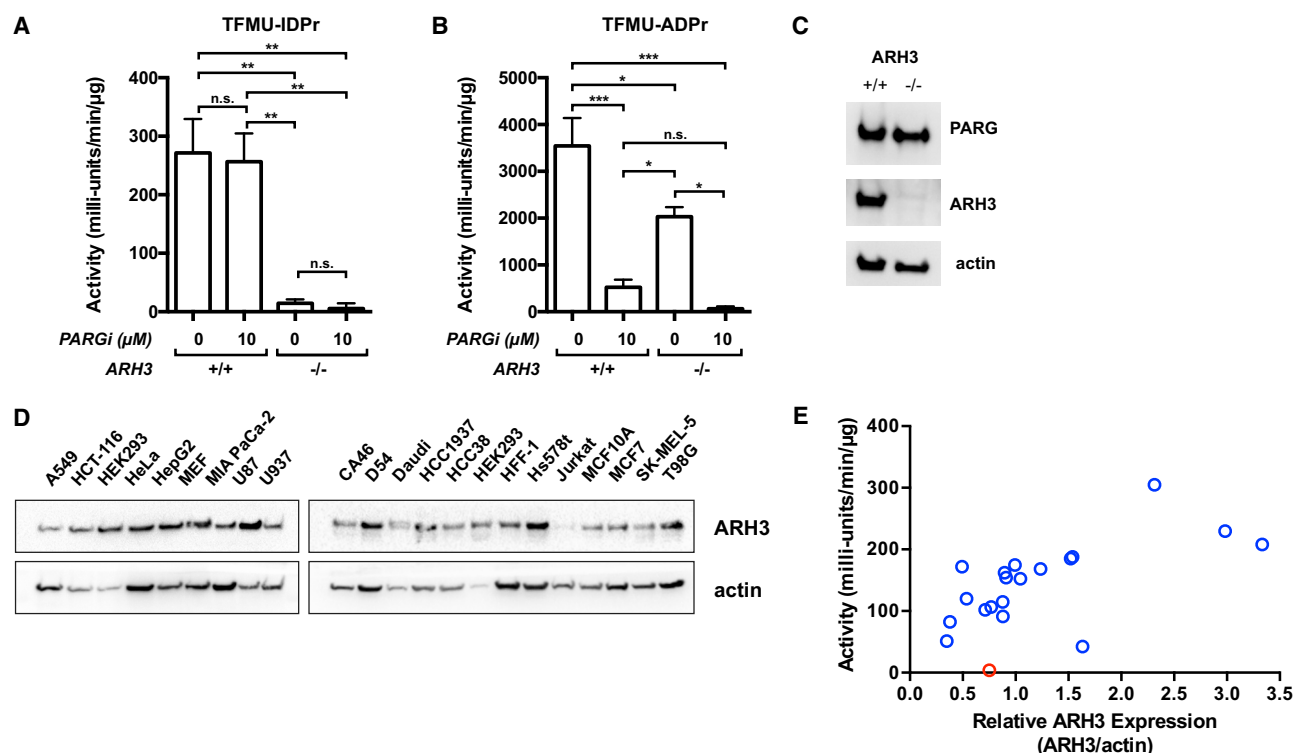 A
TFMU-IDPr
**
**
n.s.
**
**
n.s.
400
300
200
100
0
Activity (milli-units/min/µg)
PARGi (µM) 0 10 0 10
ARH3 +/+ -/-
B
TFMU-ADPr
***
*
***
n.s.
*
*
5000
4000
3000
2000
1000
0
Activity (milli-units/min/µg)
PARGi (µM) 0 10 0 10
ARH3 +/+ -/-
C
ARH3
+/+ -/-
PARG
ARH3
actin
D
A549 HCT-116 HEK293 HeLa HepG2 MEF MIA PaCa-2 U87 U937
CA46 D54 Daudi HCC1937 HCC38 HEK293 HFF-1 Hs578t Jurkat MCF10A MCF7 SK-MEL-5 T98G
ARH3
actin
E
400
300
200
100
0
Activity (milli-units/min/µg)
0.0 0.5 1.0 1.5 2.0 2.5 3.0 3.5
Relative ARH3 Expression
(ARH3/actin)